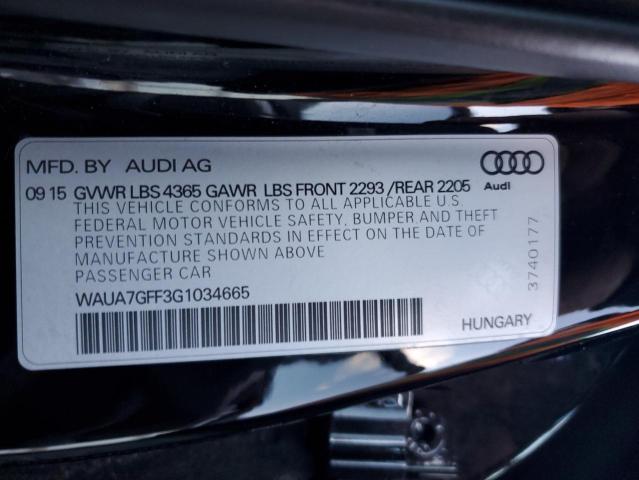 MFD. BY AUDI AG
09 15 GVWR LBS 4365 GAWR LBS FRONT 2293 /REAR 2205
THIS VEHICLE CONFORMS TO ALL APPLICABLE U.S.
FEDERAL MOTOR VEHICLE SAFETY, BUMPER AND THEFT
PREVENTION STANDARDS IN EFFECT ON THE DATE OF
MANUFACTURE SHOWN ABOVE
PASSENGER CAR
WAUA7GFF3G1034665
Audi
3740177
HUNGARY